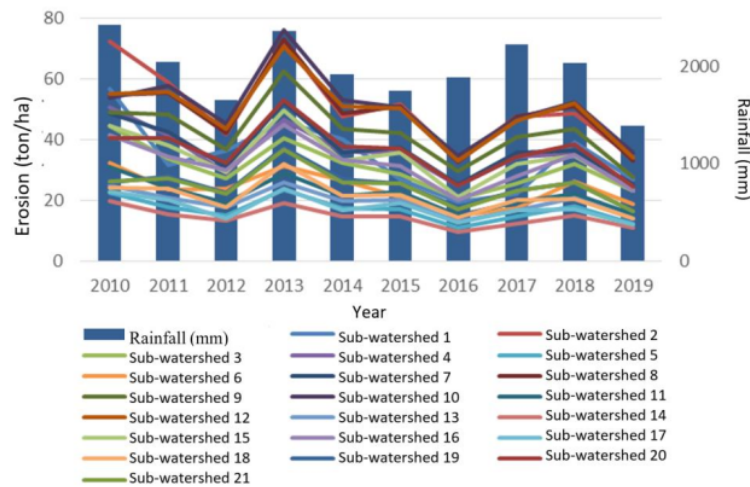 80
60
40
20
0
Erosion (ton/ha)
2000
1000
0
Rainfall (mm)
2010 2011 2012 2013 2014 2015 2016 2017 2018 2019
Year
Rainfall (mm) Sub-watershed 1 Sub-watershed 2
Sub-watershed 3 Sub-watershed 4 Sub-watershed 5
Sub-watershed 6 Sub-watershed 7 Sub-watershed 8
Sub-watershed 9 Sub-watershed 10 Sub-watershed 11
Sub-watershed 12 Sub-watershed 13 Sub-watershed 14
Sub-watershed 15 Sub-watershed 16 Sub-watershed 17
Sub-watershed 18 Sub-watershed 19 Sub-watershed 20
Sub-watershed 21